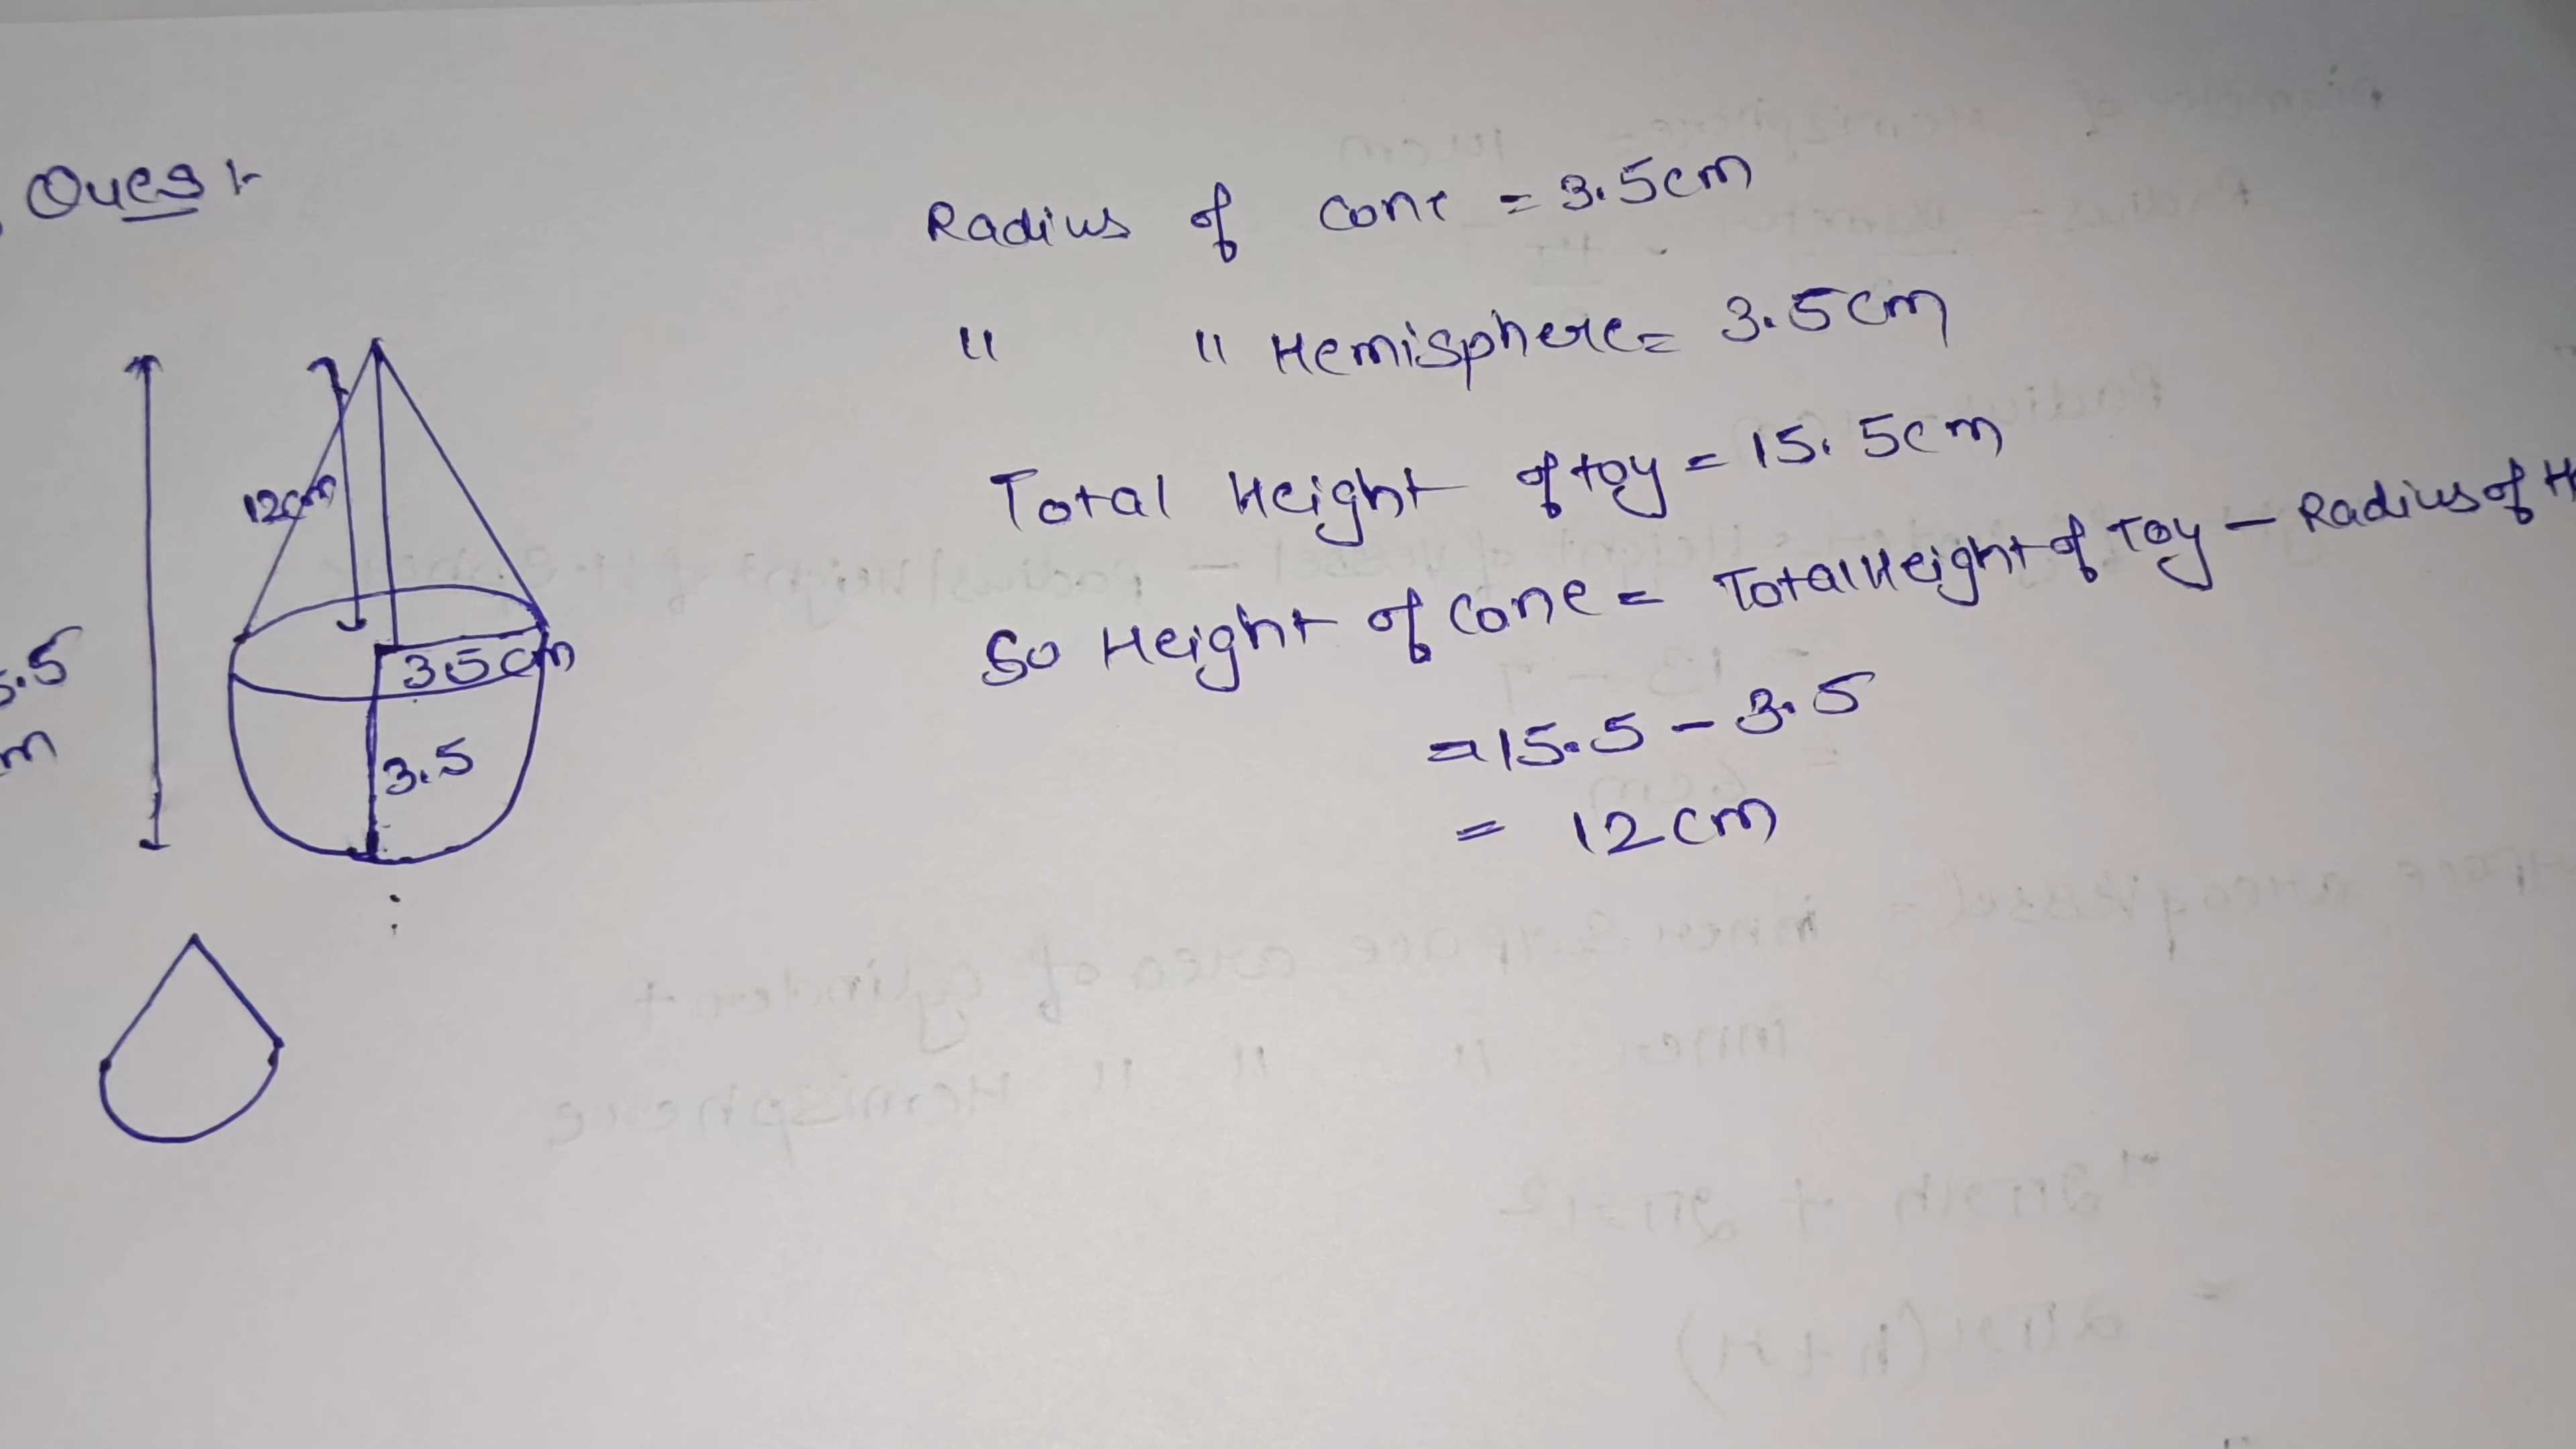 Ques
Radius of cone = 3.5cm
" " Hemisphere = 3.5cm
Total Height of toy = 15.5cm
So Height of cone = Total Height of Toy - Radius of H
= 15.5 - 3.5
= 12cm
12cm
3.5cm
3.5
.5
m